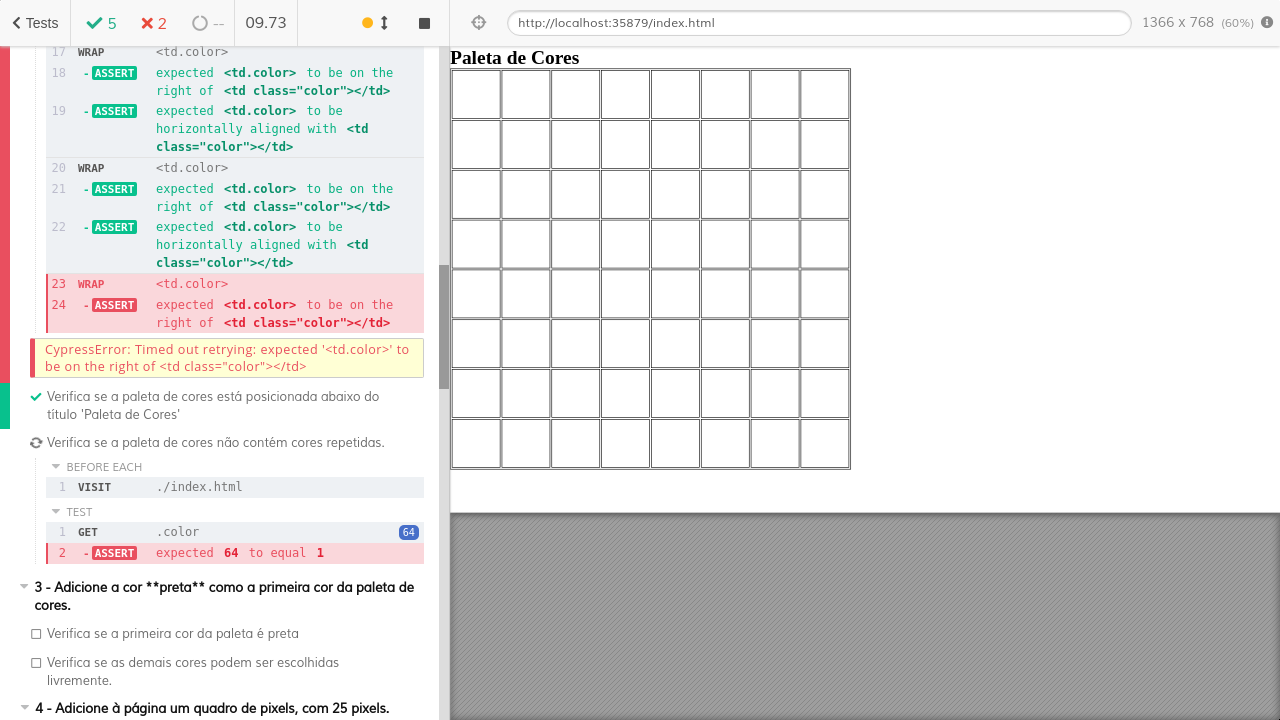 Tests
5
2
--
09.73
http://localhost:35879/index.html
1366 x 768 (60%)
17 WRAP <td.color>
18 - ASSERT expected <td.color> to be on the
right of <td class="color"></td>
19 - ASSERT expected <td.color> to be
horizontally aligned with <td
class="color"></td>
20 WRAP <td.color>
21 - ASSERT expected <td.color> to be on the
right of <td class="color"></td>
22 - ASSERT expected <td.color> to be
horizontally aligned with <td
class="color"></td>
23 WRAP <td.color>
24 - ASSERT expected <td.color> to be on the
right of <td class="color"></td>
CypressError: Timed out retrying: expected '<td.color>' to
be on the right of <td class="color"></td>
Verifica se a paleta de cores está posicionada abaixo do
título 'Paleta de Cores'
Verifica se a paleta de cores não contém cores repetidas.
BEFORE EACH
1 VISIT ./index.html
TEST
1 GET .color 64
2 - ASSERT expected 64 to equal 1
3 - Adicione a cor **preta** como a primeira cor da paleta de
cores.
Verifica se a primeira cor da paleta é preta
Verifica se as demais cores podem ser escolhidas
livremente.
4 - Adicione à página um quadro de pixels, com 25 pixels.
Paleta de Cores